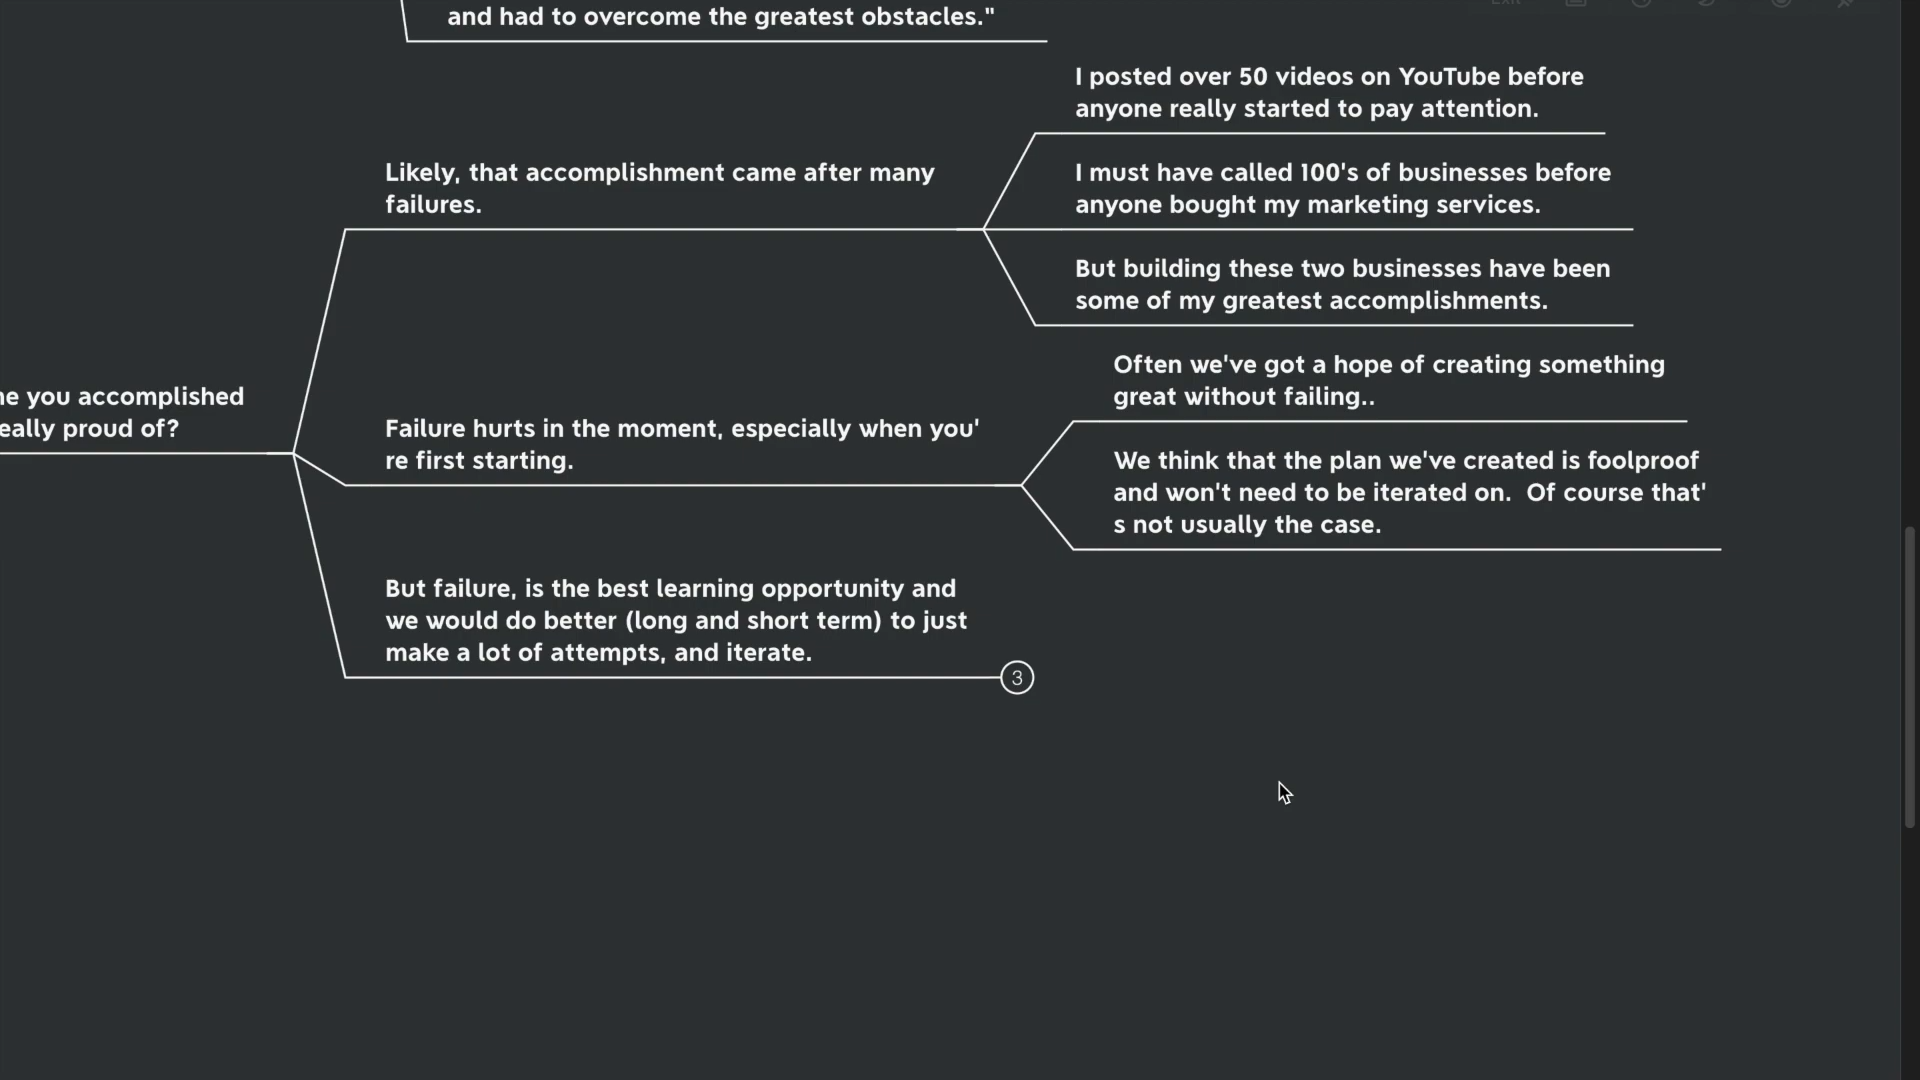 and had to overcome the greatest obstacles."
I posted over 50 videos on YouTube before
anyone really started to pay attention.
Likely, that accomplishment came after many
failures.
I must have called 100's of businesses before
anyone bought my marketing services.
But building these two businesses have been
some of my greatest accomplishments.
you accomplished
proud of?
Failure hurts in the moment, especially when you'
re first starting.
Often we've got a hope of creating something
great without failing..
We think that the plan we've created is foolproof
and won't need to be iterated on.  Of course that'
s not usually the case.
But failure, is the best learning opportunity and
we would do better (long and short term) to just
make a lot of attempts, and iterate.
3